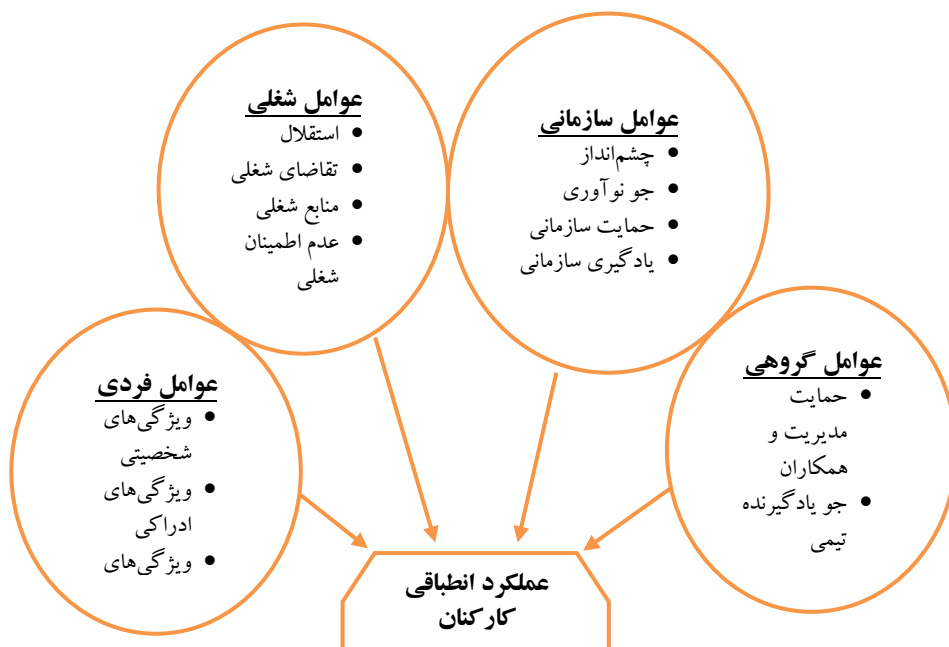 عوامل شغلی
• استقلال
• تقاضای شغلی
• منابع شغلی
• عدم اطمینان
شغلی
عوامل سازمانی
• چشم‌انداز
• جو نوآوری
• حمایت سازمانی
• یادگیری سازمانی
عوامل فردی
• ویژگی‌های
شخصیتی
• ویژگی‌های
ادراکی
• ویژگی‌های
عوامل گروهی
• حمایت
مدیریت و
همکاران
• جو یادگیرنده
تیمی
عملکرد انطباقی
کارکنان